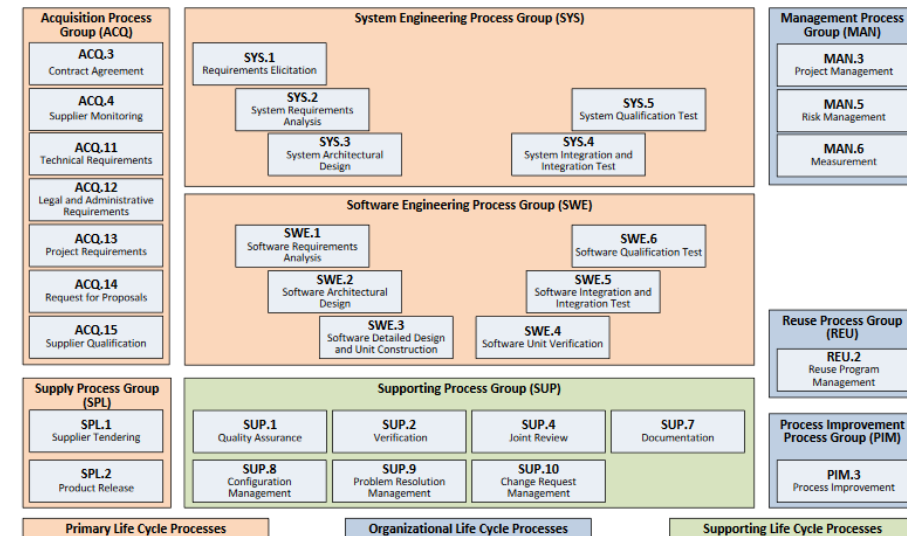 Acquisition Process
Group (ACQ)
ACQ.3
Contract Agreement
ACQ.4
Supplier Monitoring
ACQ.11
Technical Requirements
ACQ.12
Legal and Administrative
Requirements
ACQ.13
Project Requirements
ACQ.14
Request for Proposals
ACQ.15
Supplier Qualification
System Engineering Process Group (SYS)
SYS.1
Requirements Elicitation
SYS.2
System Requirements
Analysis
SYS.3
System Architectural
Design
SYS.5
System Qualification Test
SYS.4
System Integration and
Integration Test
Software Engineering Process Group (SWE)
SWE.1
Software Requirements
Analysis
SWE.2
Software Architectural
Design
SWE.3
Software Detailed Design
and Unit Construction
SWE.6
Software Qualification Test
SWE.5
Software Integration and
Integration Test
SWE.4
Software Unit Verification
Management Process
Group (MAN)
MAN.3
Project Management
MAN.5
Risk Management
MAN.6
Measurement
Reuse Process Group
(REU)
REU.2
Reuse Program
Management
Supply Process Group
(SPL)
SPL.1
Supplier Tendering
SPL.2
Product Release
Supporting Process Group (SUP)
SUP.1
Quality Assurance
SUP.2
Verification
SUP.4
Joint Review
SUP.7
Documentation
SUP.8
Configuration
Management
SUP.9
Problem Resolution
Management
SUP.10
Change Request
Management
Process Improvement
Process Group (PIM)
PIM.3
Process Improvement
Primary Life Cycle Processes
Organizational Life Cycle Processes
Supporting Life Cycle Processes